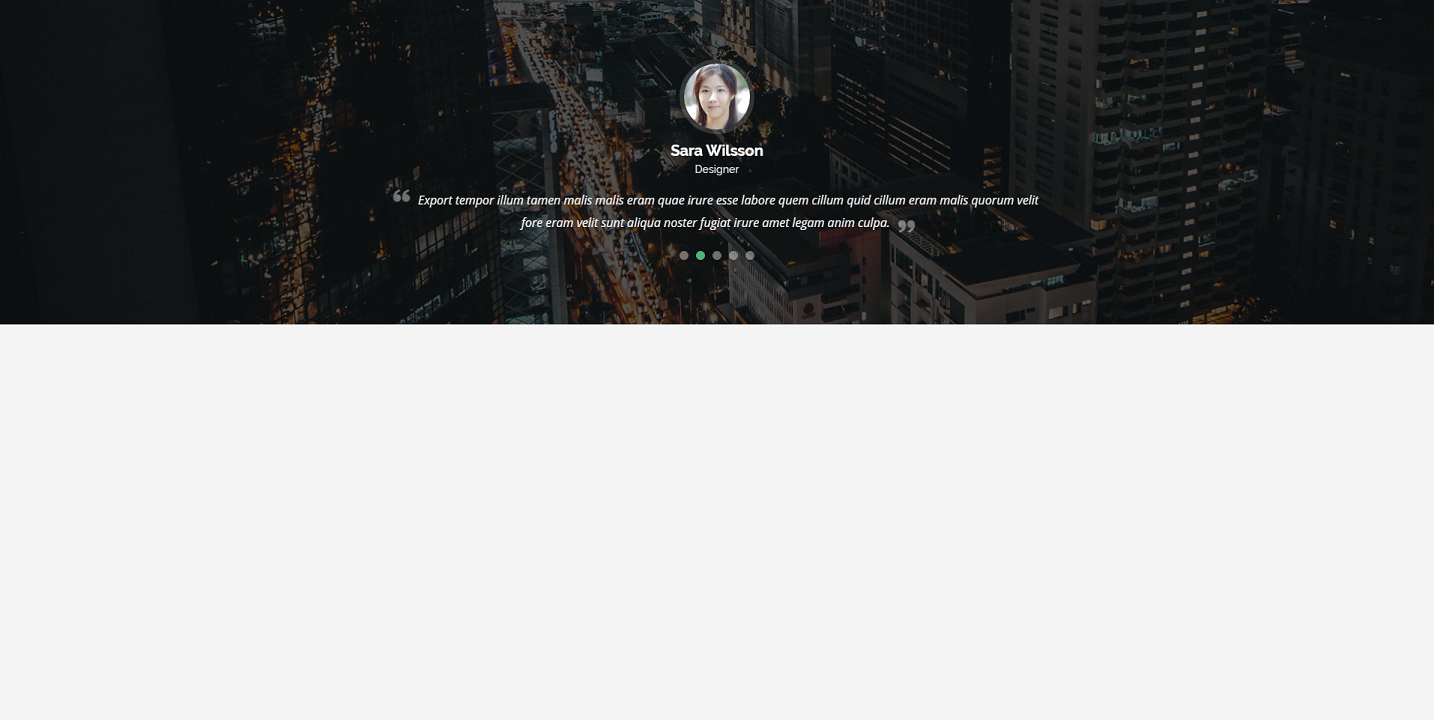 Sara Wilsson
Designer
“ Export tempor illum tamen malis malis eram quae irure esse labore quem cillum quid cillum eram malis quorum velit
fore eram velit sunt aliqua noster fugiat irure amet legam anim culpa. ”